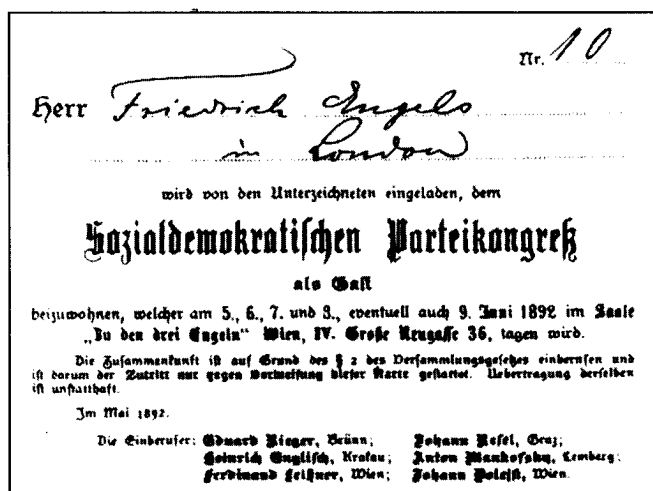 Nr. 10
Herr Friedrich Engels
in London
wird von den Unterzeichneten eingeladen, dem
Sozialdemokratischen Parteikongreß
als Gast
beizuwohnen, welcher am 5., 6., 7. und 8., eventuell auch 9. Juni 1892 im Saale
„Zu den drei Engeln" Wien, IV. Große Neugasse 36, tagen wird.
Die Zusammenkunft ist auf Grund des § 2 des Versammlungsgesetzes einberufen und
ist darum der Zutritt nur gegen Vorweisung dieser Karte gestattet. Uebertragung derselben
ist unstatthaft.
Im Mai 1892.
Die Einberufer: Eduard Rieger, Brünn; Johann Resel, Graz;
Heinrich Englisch, Krakau; Anton Mankofsky, Lemberg;
Ferdinand Leißner, Wien; Johann Polejsi, Wien.